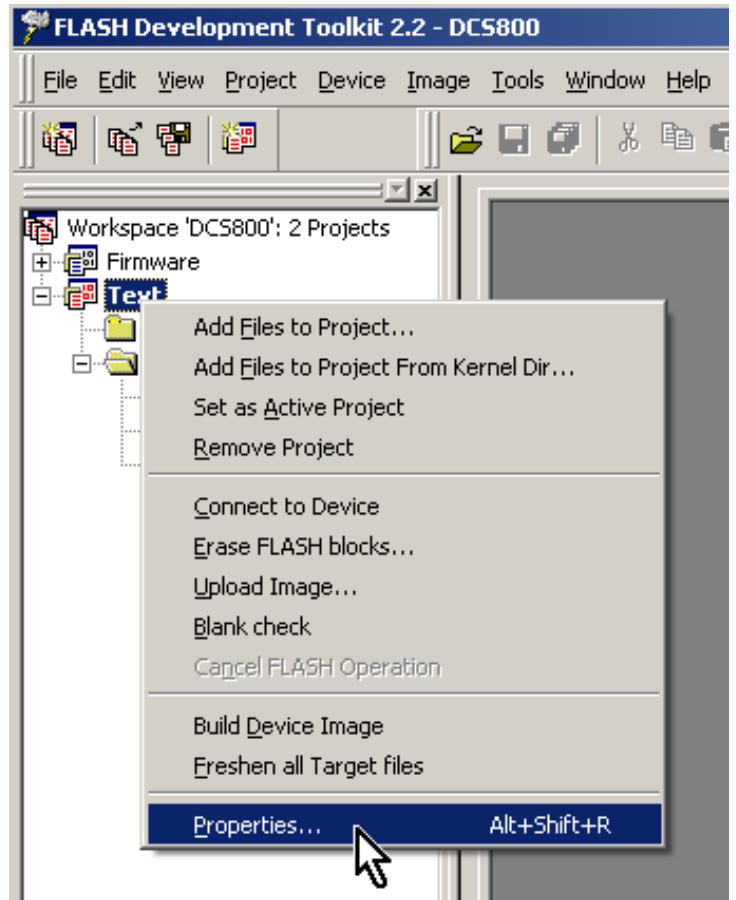 FLASH Development Toolkit 2.2 - DCS800
File Edit View Project Device Image Tools Window Help
Workspace 'DCS800': 2 Projects
Firmware
Text
Add Files to Project...
Add Files to Project From Kernel Dir...
Set as Active Project
Remove Project
Connect to Device
Erase FLASH blocks...
Upload Image...
Blank check
Cancel FLASH Operation
Build Device Image
Freshen all Target files
Properties... Alt+Shift+R